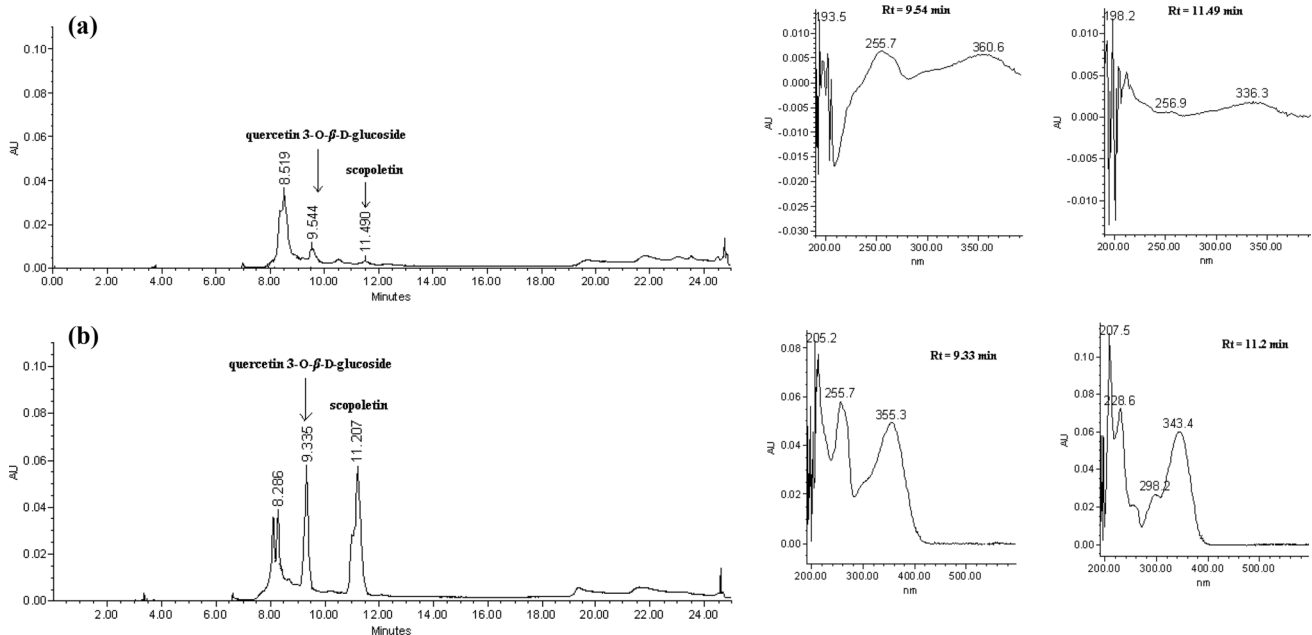 (a)
0.10
0.08
0.06
0.04
0.02
0.00
AU
quercetin 3-O-β-D-glucoside
scopoletin
8.519
9.544
11.490
0.00 2.00 4.00 6.00 8.00 10.00 12.00 14.00 16.00 18.00 20.00 22.00 24.00
Minutes
Rt = 9.54 min
193.5
255.7
360.6
0.010
0.005
0.000
-0.005
-0.010
-0.015
-0.020
-0.030
AU
200.00 250.00 300.00 350.00
nm
Rt = 11.49 min
198.2
256.9
336.3
0.010
0.005
0.000
-0.005
-0.010
AU
200.00 250.00 300.00 350.00
nm
(b)
0.10
0.08
0.06
0.04
0.02
0.00
AU
quercetin 3-O-β-D-glucoside
scopoletin
8.286
9.335
11.207
0.00 2.00 4.00 6.00 8.00 10.00 12.00 14.00 16.00 18.00 20.00 22.00 24.00
Minutes
Rt = 9.33 min
205.2
255.7
355.3
0.08
0.06
0.04
0.02
0.00
AU
200.00 300.00 400.00 500.00
nm
Rt = 11.2 min
207.5
228.6
298.2
343.4
0.10
0.08
0.06
0.04
0.02
0.00
AU
200.00 300.00 400.00 500.00
nm